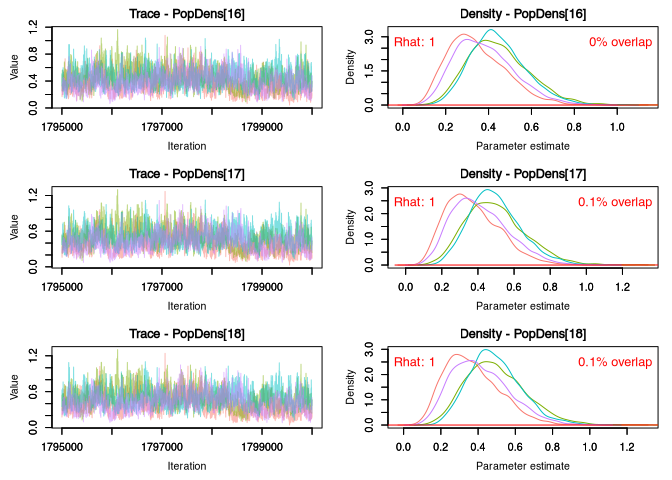 Trace - PopDens[16]
Value
0.0 0.4 0.8 1.2
1795000 1797000 1799000
Iteration
Density - PopDens[16]
Density
0.0 1.0 2.0 3.0
Rhat: 1
0% overlap
0.0 0.2 0.4 0.6 0.8 1.0
Parameter estimate
Trace - PopDens[17]
Value
0.0 0.6 1.2
1795000 1797000 1799000
Iteration
Density - PopDens[17]
Density
0.0 1.0 2.0 3.0
Rhat: 1
0.1% overlap
0.0 0.2 0.4 0.6 0.8 1.0 1.2
Parameter estimate
Trace - PopDens[18]
Value
0.0 0.6 1.2
1795000 1797000 1799000
Iteration
Density - PopDens[18]
Density
0.0 1.0 2.0 3.0
Rhat: 1
0.1% overlap
0.0 0.2 0.4 0.6 0.8 1.0 1.2
Parameter estimate